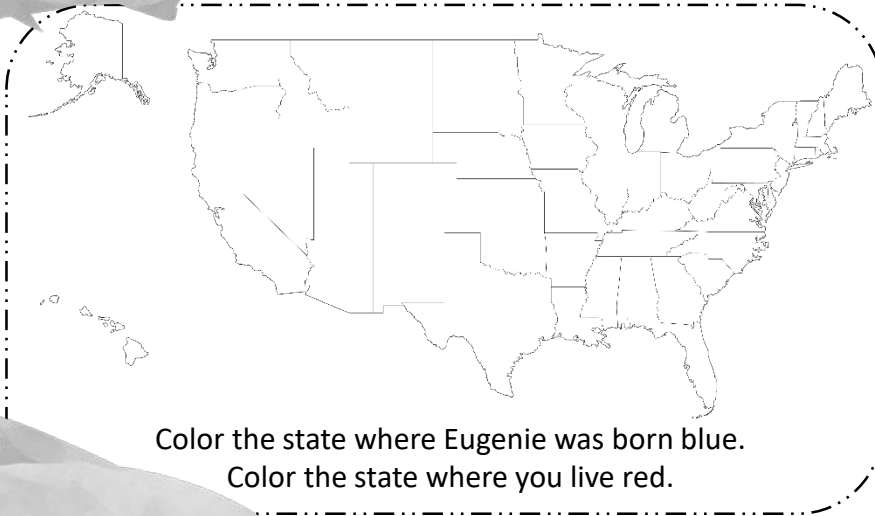 Color the state where Eugenie was born blue.
Color the state where you live red.